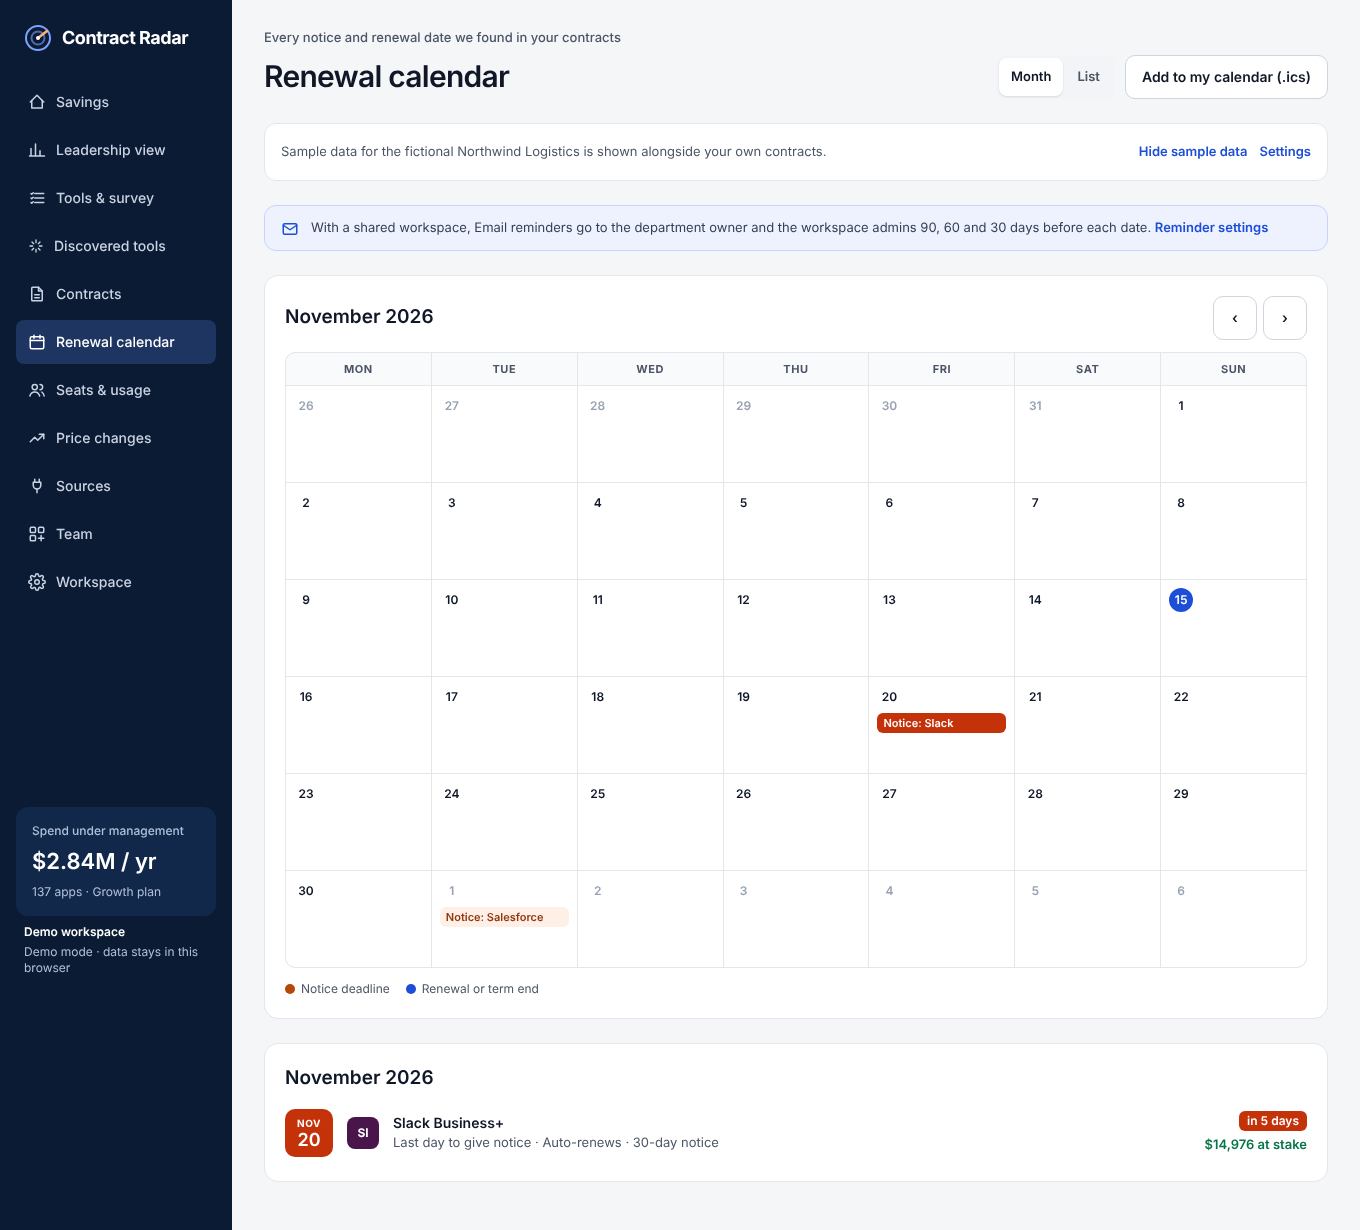 Contract Radar
Savings
Leadership view
Tools & survey
Discovered tools
Contracts
Renewal calendar
Seats & usage
Price changes
Sources
Team
Workspace
Spend under management
$2.84M / yr
137 apps · Growth plan
Demo workspace
Demo mode · data stays in this
browser
Every notice and renewal date we found in your contracts
Renewal calendar
Month List Add to my calendar (.ics)
Sample data for the fictional Northwind Logistics is shown alongside your own contracts. Hide sample data Settings
With a shared workspace, Email reminders go to the department owner and the workspace admins 90, 60 and 30 days before each date. Reminder settings
November 2026 ‹ ›
MON TUE WED THU FRI SAT SUN
26 27 28 29 30 31 1
2 3 4 5 6 7 8
9 10 11 12 13 14 15
16 17 18 19 20 21 22
Notice: Slack
23 24 25 26 27 28 29
30 1 2 3 4 5 6
Notice: Salesforce
Notice deadline Renewal or term end
November 2026
NOV
20
Sl
Slack Business+
Last day to give notice · Auto-renews · 30-day notice
in 5 days
$14,976 at stake